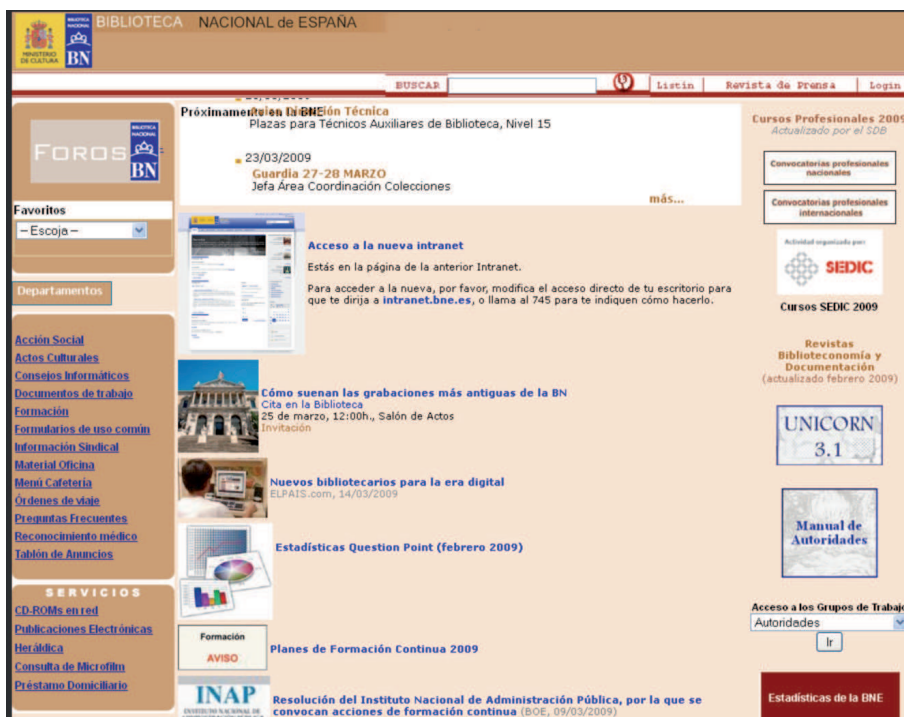 MINISTERIO
DE CULTURA
BIBLIOTECA
NACIONAL
BN
BIBLIOTECA NACIONAL de ESPAÑA
BUSCAR
Listín
Revista de Prensa
Login
FOROS
BIBLIOTECA
NACIONAL
BN
Favoritos
– Escoja –
Departamentos
Acción Social
Actos Culturales
Consejos Informáticos
Documentos de trabajo
Formación
Formularios de uso común
Información Sindical
Material Oficina
Menú Cafetería
Órdenes de viaje
Preguntas Frecuentes
Reconocimiento médico
Tablón de Anuncios
SERVICIOS
CD-ROMs en red
Publicaciones Electrónicas
Heráldica
Consulta de Microfilm
Préstamo Domiciliario
Próximamente en la BNE
Técnica
Plazas para Técnicos Auxiliares de Biblioteca, Nivel 15
23/03/2009
Guardia 27-28 MARZO
Jefa Área Coordinación Colecciones
más...
Acceso a la nueva intranet
Estás en la página de la anterior Intranet.
Para acceder a la nueva, por favor, modifica el acceso directo de tu escritorio para
que te dirija a intranet.bne.es, o llama al 745 para te indiquen cómo hacerlo.
Cómo suenan las grabaciones más antiguas de la BN
Cita en la Biblioteca
25 de marzo, 12:00h., Salón de Actos
Invitación
Nuevos bibliotecarios para la era digital
ELPAIS.com, 14/03/2009
Estadísticas Question Point (febrero 2009)
Formación
AVISO
Planes de Formación Continua 2009
INAP
INSTITUTO NACIONAL DE
Resolución del Instituto Nacional de Administración Pública, por la que se
convocan acciones de formación continua (BOE, 09/03/2009)
Cursos Profesionales 2009
Actualizado por el SDB
Convocatorias profesionales
nacionales
Convocatorias profesionales
internacionales
Actividad organizada por:
SEDIC
Cursos SEDIC 2009
Revistas
Biblioteconomía y
Documentación
(actualizado febrero 2009)
UNICORN
3.1
Manual de
Autoridades
Acceso a los Grupos de Trabajo
Autoridades
Ir
Estadísticas de la BNE